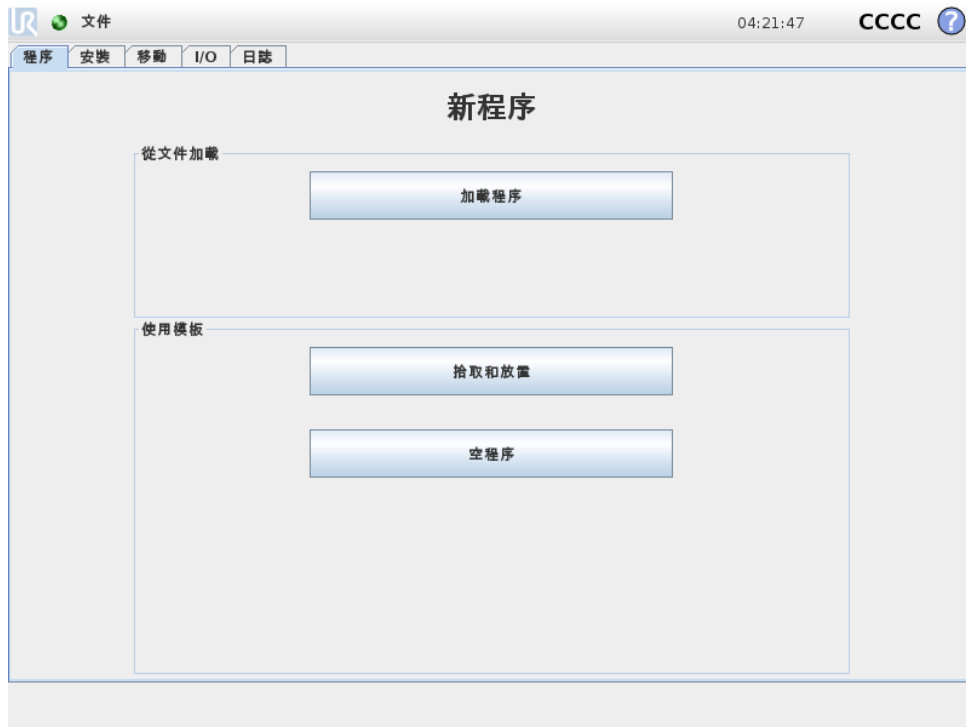 UR 文件 04:21:47 CCCC ?
程序 安裝 移動 I/O 日誌
新程序
從文件加載
加載程序
使用模板
拾取和放置
空程序